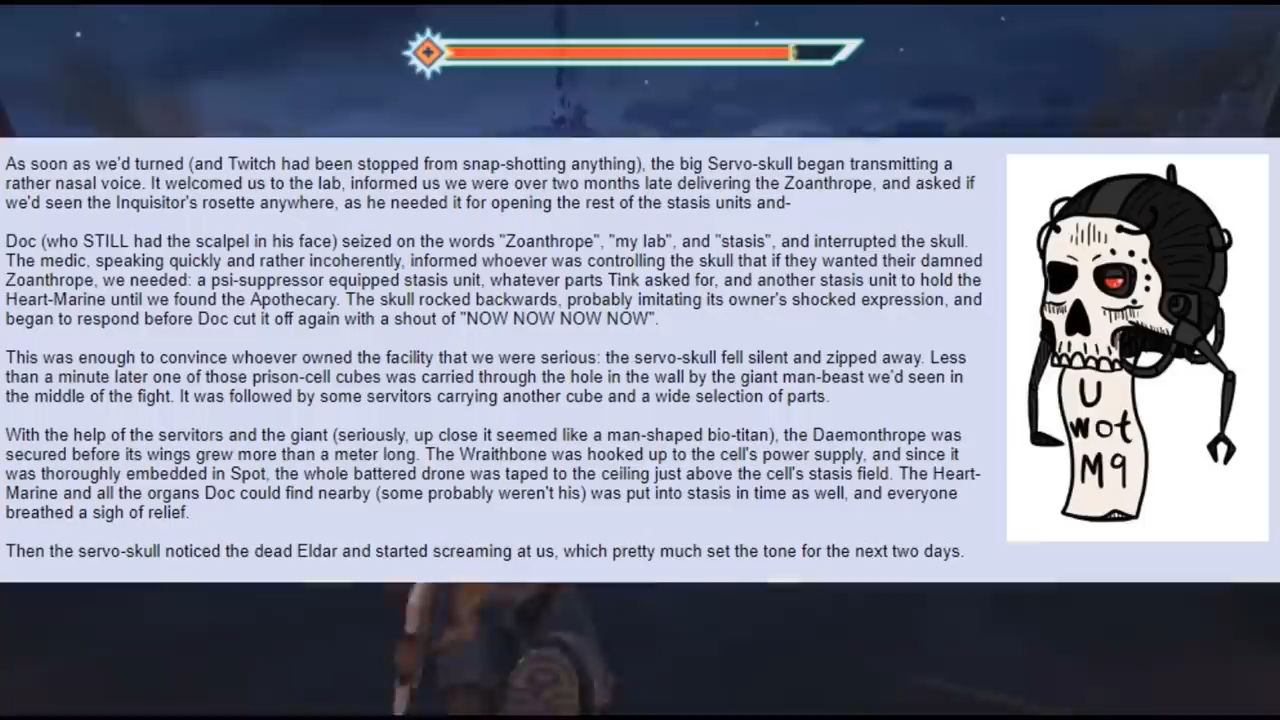 As soon as we'd turned (and Twitch had been stopped from snap-shotting anything), the big Servo-skull began transmitting a
rather nasal voice. It welcomed us to the lab, informed us we were over two months late delivering the Zoanthrope, and asked if
we'd seen the Inquisitor's rosette anywhere, as he needed it for opening the rest of the stasis units and-
Doc (who STILL had the scalpel in his face) seized on the words "Zoanthrope", "my lab", and "stasis", and interrupted the skull.
The medic, speaking quickly and rather incoherently, informed whoever was controlling the skull that if they wanted their damned
Zoanthrope, we needed: a psi-suppressor equipped stasis unit, whatever parts Tink asked for, and another stasis unit to hold the
Heart-Marine until we found the Apothecary. The skull rocked backwards, probably imitating its owner's shocked expression, and
began to respond before Doc cut it off again with a shout of "NOW NOW NOW NOW".
This was enough to convince whoever owned the facility that we were serious: the servo-skull fell silent and zipped away. Less
than a minute later one of those prison-cell cubes was carried through the hole in the wall by the giant man-beast we'd seen in
the middle of the fight. It was followed by some servitors carrying another cube and a wide selection of parts.
With the help of the servitors and the giant (seriously, up close it seemed like a man-shaped bio-titan), the Daemonthrope was
secured before its wings grew more than a meter long. The Wraithbone was hooked up to the cell's power supply, and since it
was thoroughly embedded in Spot, the whole battered drone was taped to the ceiling just above the cell's stasis field. The Heart-
Marine and all the organs Doc could find nearby (some probably weren't his) was put into stasis in time as well, and everyone
breathed a sigh of relief.
Then the servo-skull noticed the dead Eldar and started screaming at us, which pretty much set the tone for the next two days.
U
wot
M9